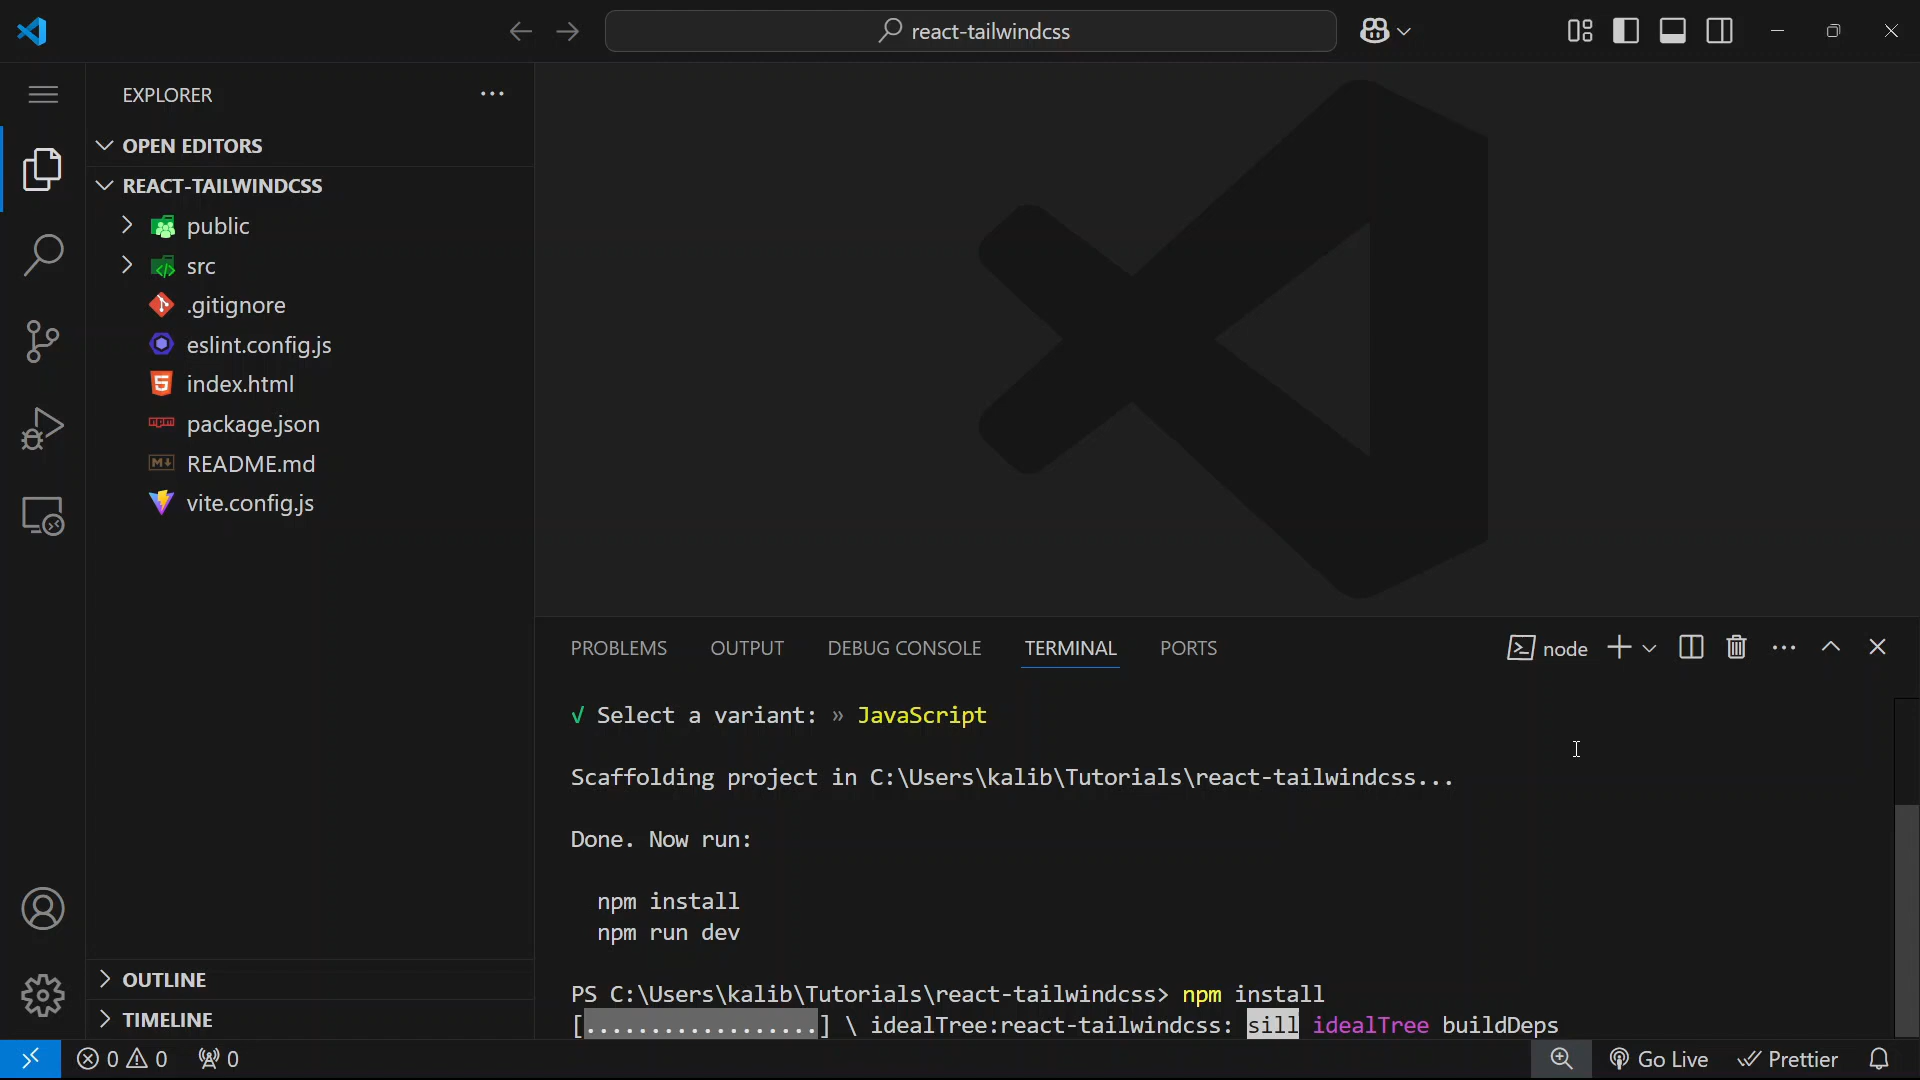 react-tailwindcss
EXPLORER
OPEN EDITORS
REACT-TAILWINDCSS
public
src
.gitignore
eslint.config.js
index.html
package.json
README.md
vite.config.js
OUTLINE
TIMELINE
PROBLEMS OUTPUT DEBUG CONSOLE TERMINAL PORTS
node
√ Select a variant: » JavaScript
Scaffolding project in C:\Users\kalib\Tutorials\react-tailwindcss...
Done. Now run:
npm install
npm run dev
PS C:\Users\kalib\Tutorials\react-tailwindcss> npm install
[..................] \ idealTree:react-tailwindcss: sill idealTree buildDeps
0 0 0
Go Live Prettier